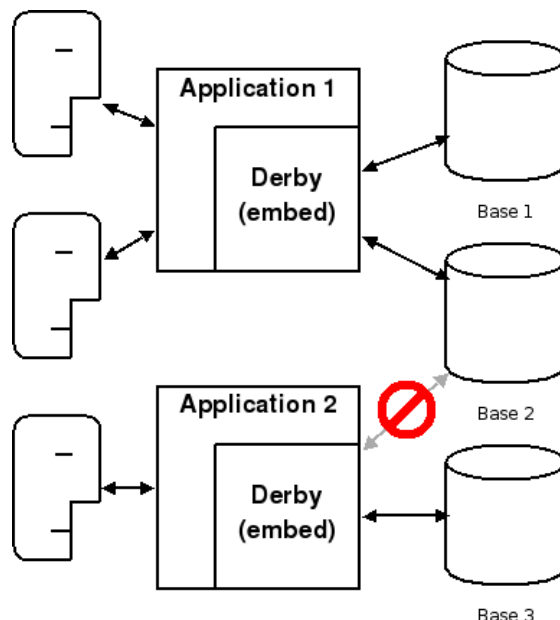 Application 1
Derby
(embed)
Base 1
Application 2
Base 2
Derby
(embed)
Base 3